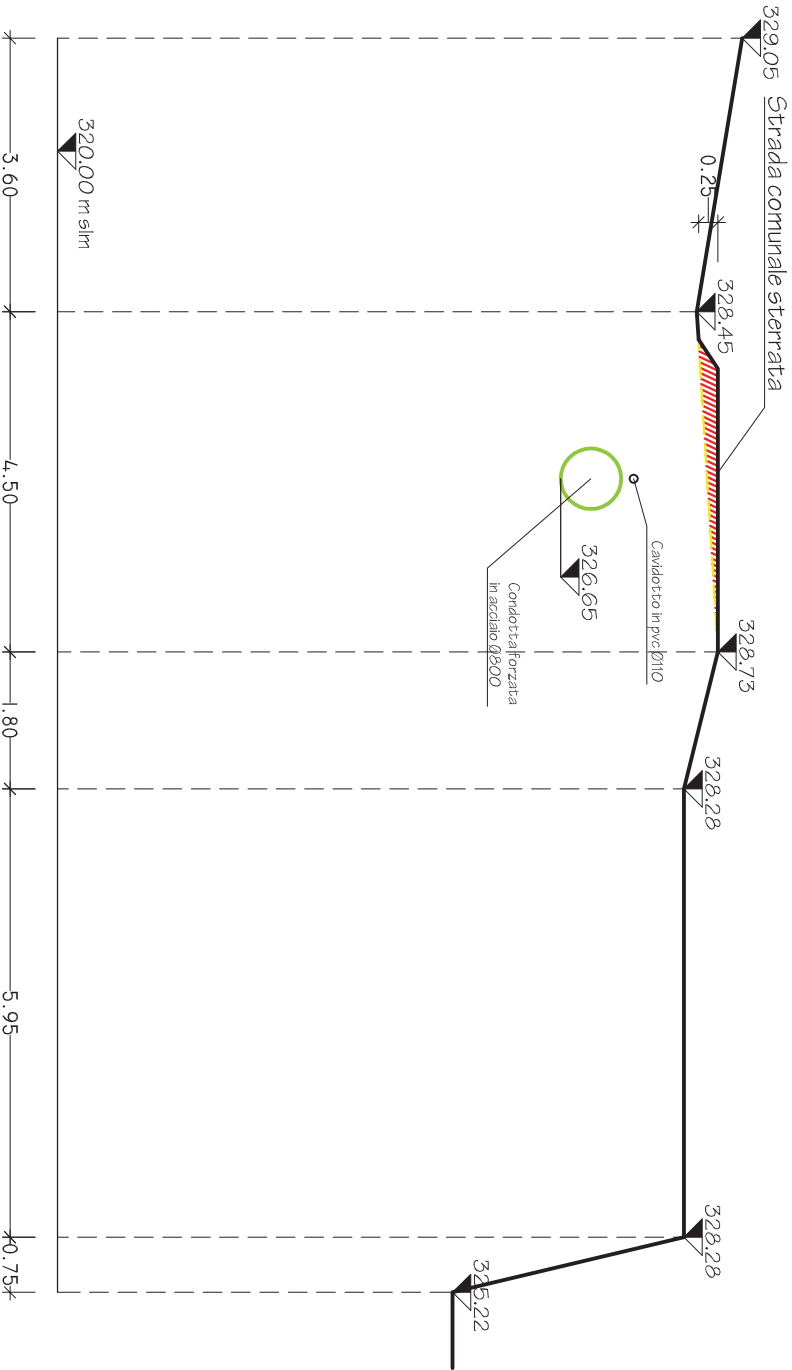 329.05
Strada comunale sterrata
0.25
328.45
328.73
328.28
328.28
325.22
Cavidotto in pvc Ø110
326.65
Condotta forzata
in acciaio Ø800
320.00 m slm
3.60
4.50
1.80
5.95
0.75